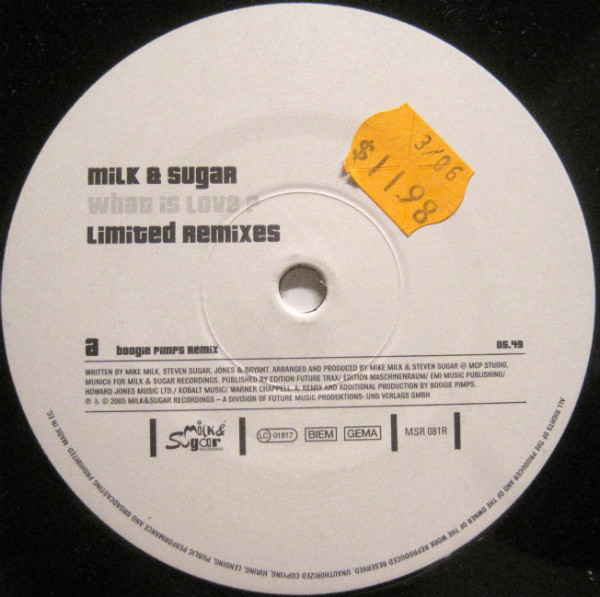 Milk & Sugar
What is Love?
Limited Remixes
3/06
$11.98
a Boogie Pimps Remix 05.49
WRITTEN BY MIKE MILK, STEVEN SUGAR, JONES & BRYANT. ARRANGED AND PRODUCED BY MIKE MILK & STEVEN SUGAR @ MCP STUDIO,
MUNICH FOR MILK & SUGAR RECORDINGS. PUBLISHED BY EDITION FUTURE TRAX/ EDITION MASCHINENRAUM/ EMI MUSIC PUBLISHING/
HOWARD JONES MUSIC LTD./ KOBALT MUSIC/ WARNER CHAPPELL. A: REMIX AND ADDITIONAL PRODUCTION BY BOOGIE PIMPS.
℗ & © 2005 MILK&SUGAR RECORDINGS – A DIVISION OF FUTURE MUSIC PRODUKTIONS- UND VERLAGS GMBH
Milk & Sugar RECORDINGS
LC 01817
BIEM
GEMA
MSR 081R
ALL RIGHTS OF THE PRODUCER AND OF THE OWNER OF THE WORK REPRODUCED RESERVED. UNAUTHORIZED COPYING, HIRING, LENDING, PUBLIC PERFORMANCE AND BROADCASTING PROHIBITED. MADE IN EC.